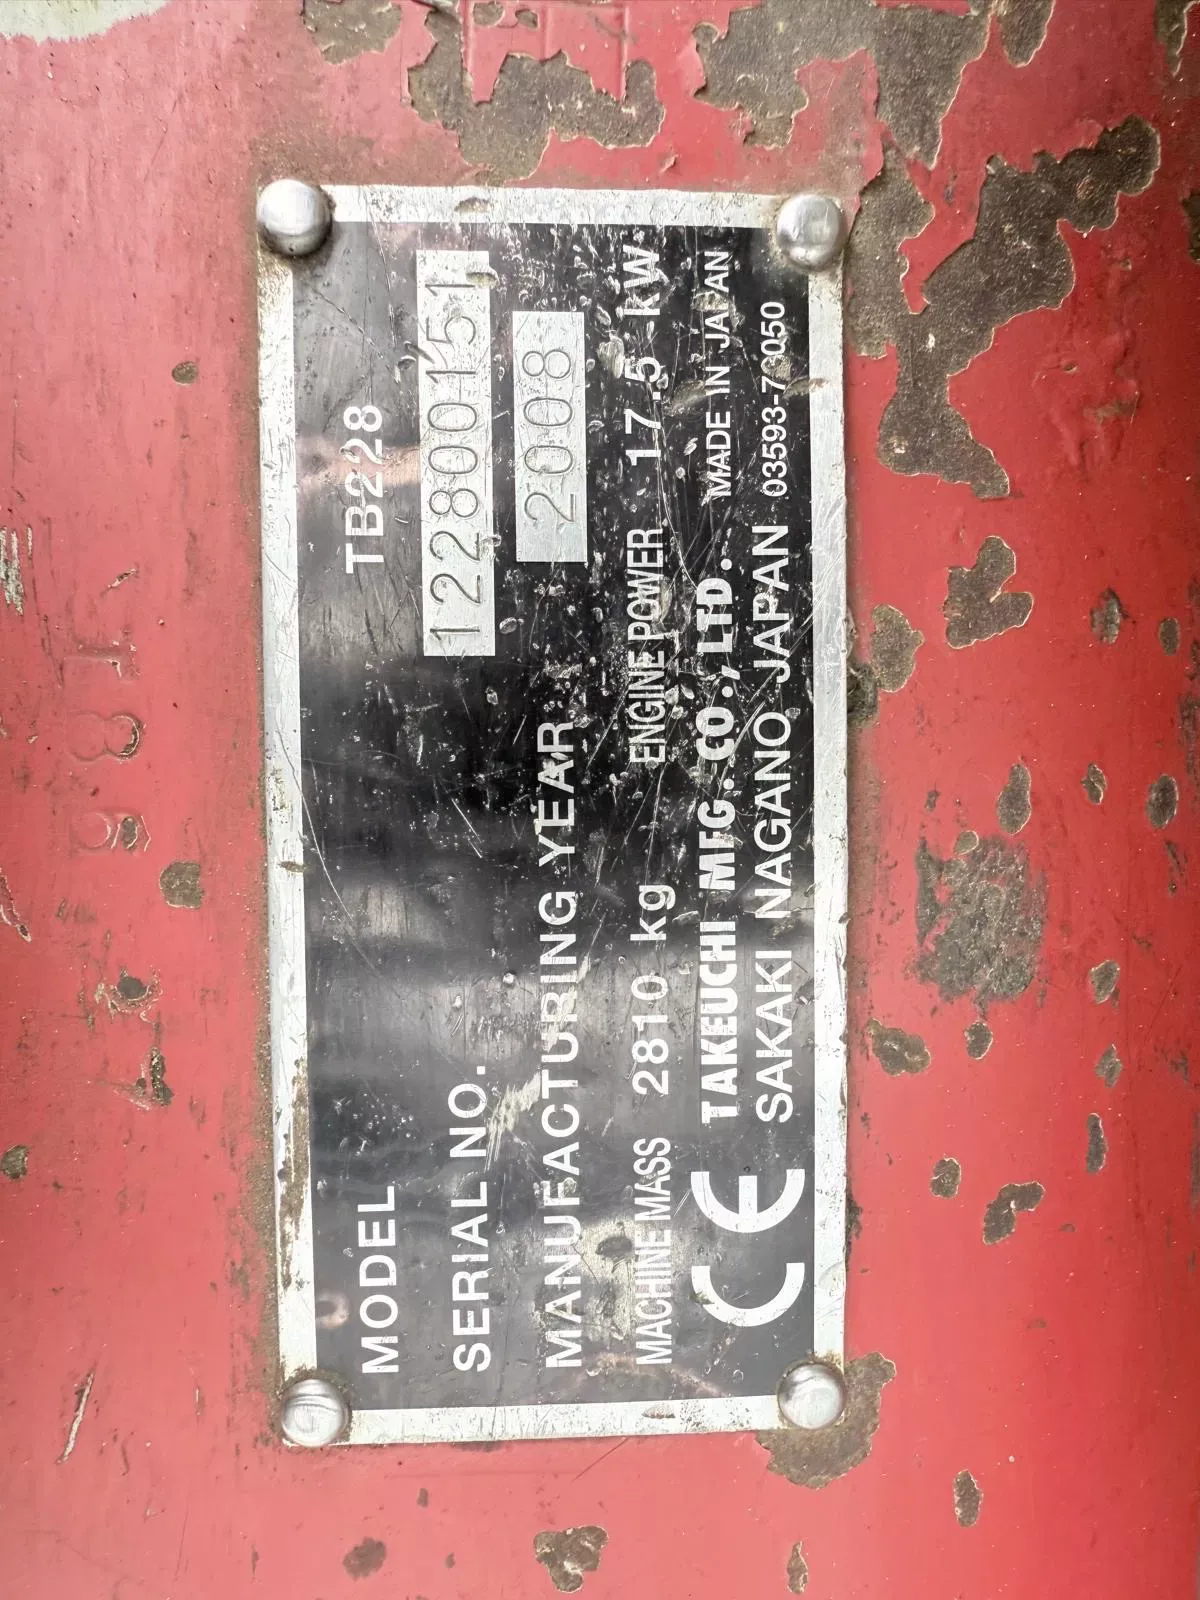 MODEL TB228
SERIAL NO. 122800151
MANUFACTURING YEAR 2008
MACHINE MASS 2810 kg ENGINE POWER 17.5 kW
CE TAKEUCHI MFG. CO., LTD. MADE IN JAPAN
SAKAKI NAGANO JAPAN